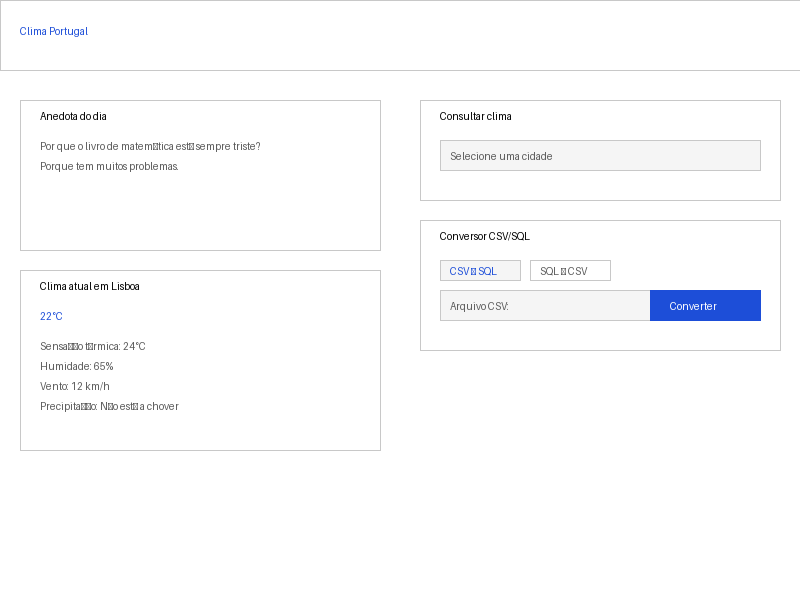 Clima Portugal
Anedota do dia
Por que o livro de matem□tica est□ sempre triste?
Porque tem muitos problemas.
Clima atual em Lisboa
22°C
Sensa□□o t□rmica: 24°C
Humidade: 65%
Vento: 12 km/h
Precipita□□o: N□o est□ a chover
Consultar clima
Selecione uma cidade
Conversor CSV/SQL
CSV □ SQL
SQL □ CSV
Arquivo CSV:
Converter